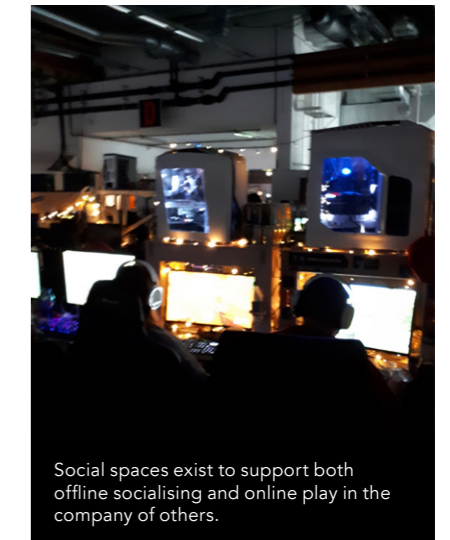 D
Social spaces exist to support both
offline socialising and online play in the
company of others.